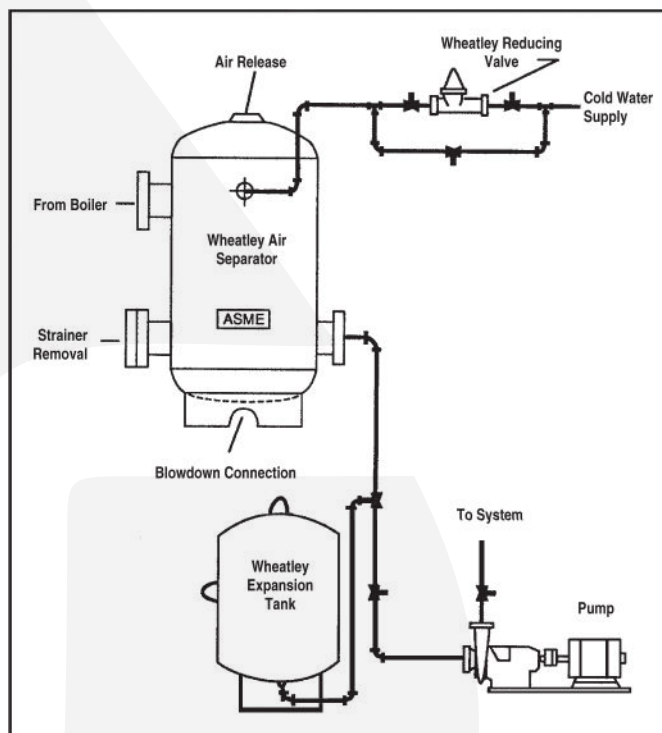 Air Release
Wheatley Reducing
Valve
Cold Water
Supply
From Boiler
Wheatley Air
Separator
ASME
Strainer
Removal
Blowdown Connection
To System
Wheatley
Expansion
Tank
Pump